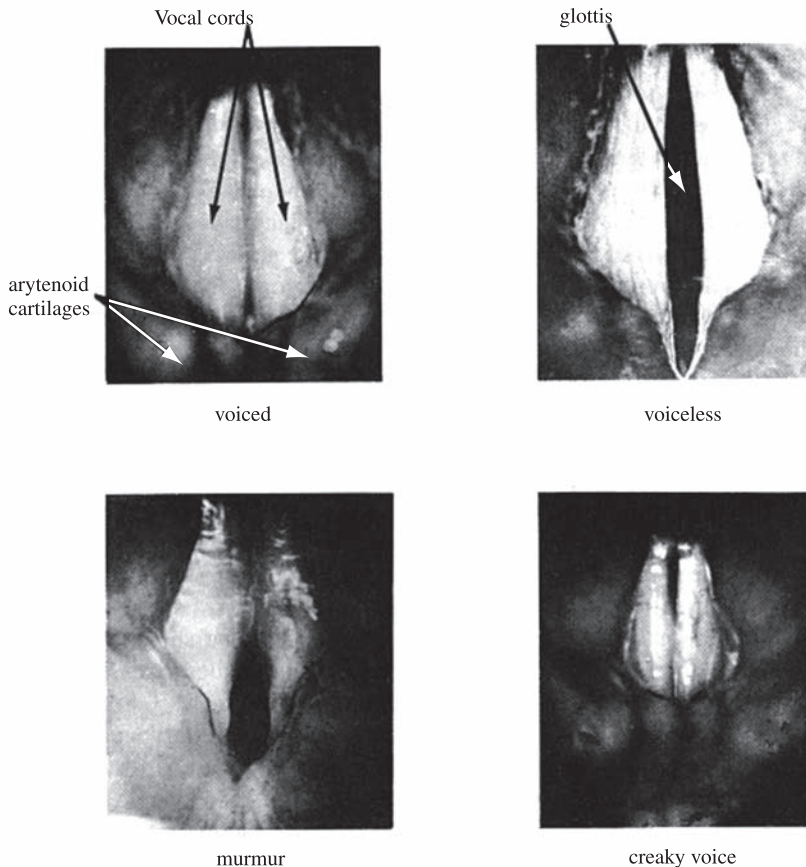 Vocal cords
glottis
arytenoid
cartilages
voiced
voiceless
murmur
creaky voice